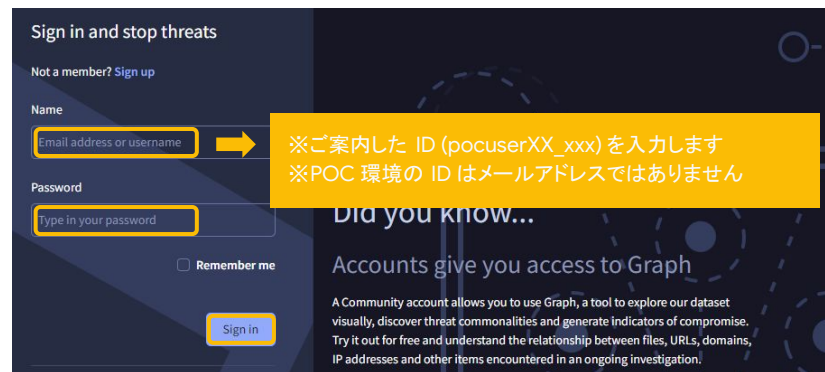 Sign in and stop threats
Not a member? Sign up
Name
Email address or username
※ご案内した ID (pocuserXX_xxx) を入力します
※POC 環境の ID はメールアドレスではありません
Password
Type in your password
Remember me
Sign in
Did you know...
Accounts give you access to Graph
A Community account allows you to use Graph, a tool to explore our dataset
visually, discover threat commonalities and generate indicators of compromise.
Try it out for free and understand the relationship between files, URLs, domains,
IP addresses and other items encountered in an ongoing investigation.